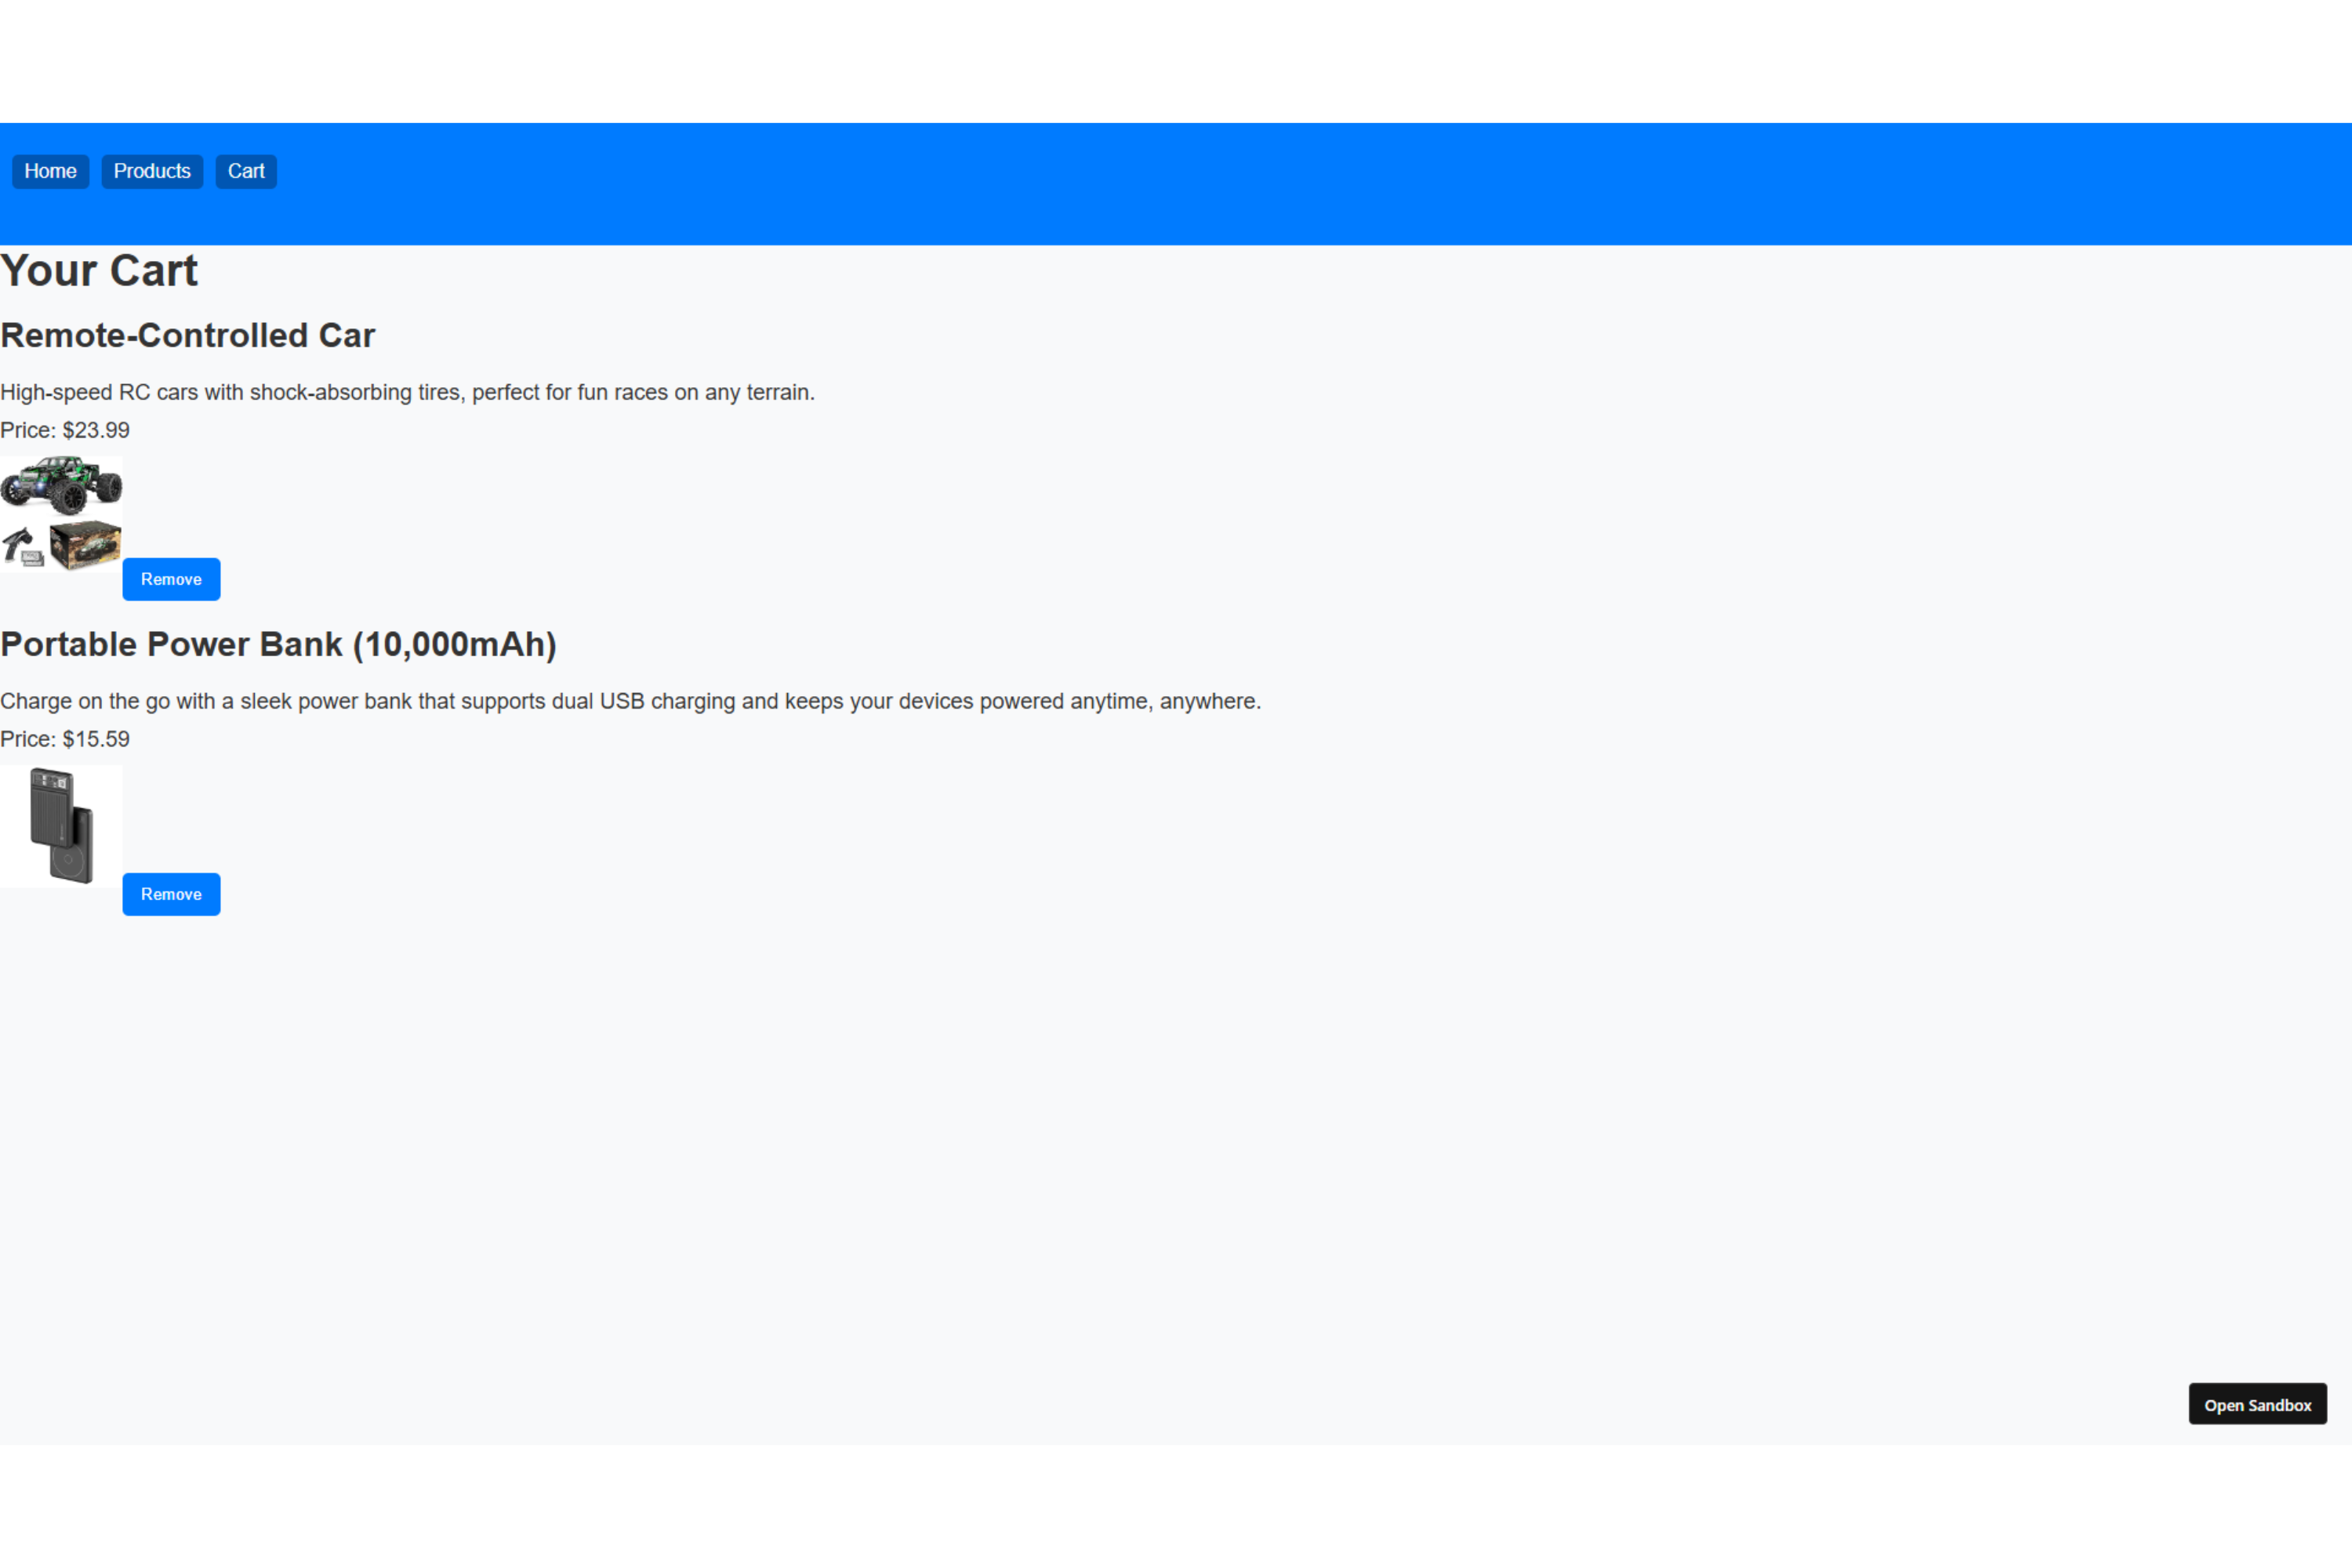 Home Products Cart
Your Cart
Remote-Controlled Car
High-speed RC cars with shock-absorbing tires, perfect for fun races on any terrain.
Price: $23.99
Remove
Portable Power Bank (10,000mAh)
Charge on the go with a sleek power bank that supports dual USB charging and keeps your devices powered anytime, anywhere.
Price: $15.59
Remove
Open Sandbox